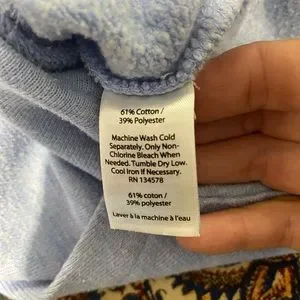 61% Cotton /
39% Polyester
Machine Wash Cold
Separately. Only Non-
Chlorine Bleach When
Needed. Tumble Dry Low.
Cool Iron If Necessary.
RN 134578
61% coton /
39% polyester
Laver à la machine à l'eau